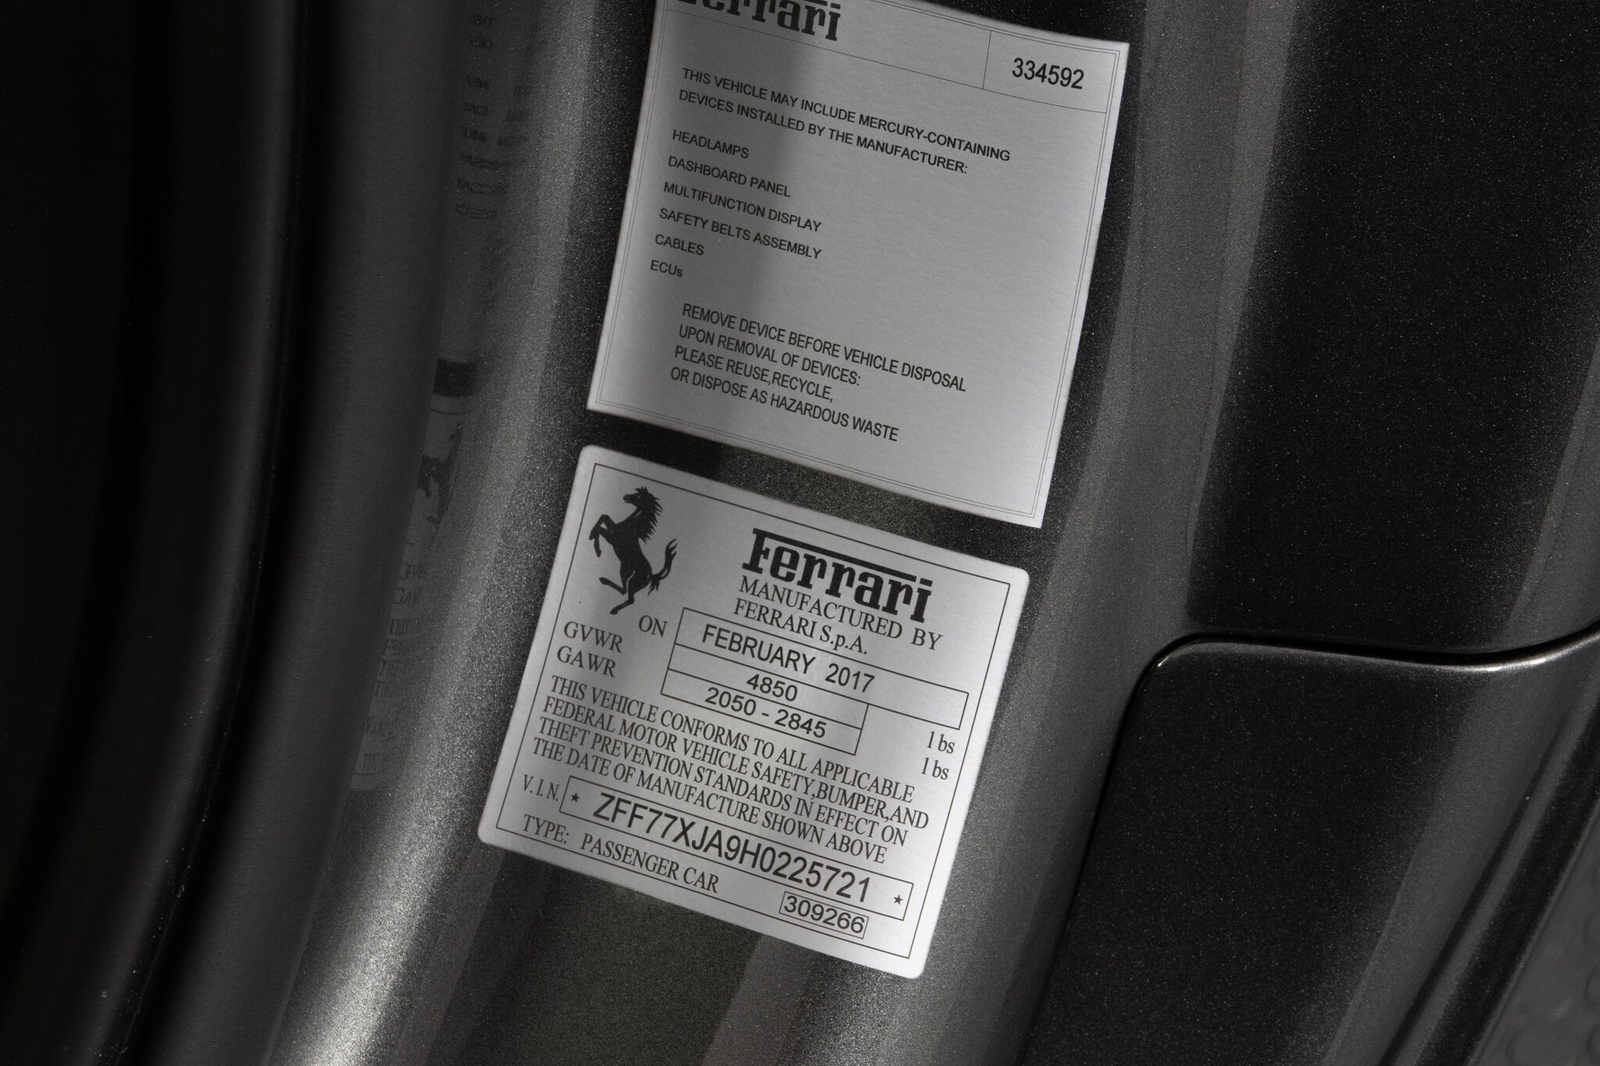 Ferrari
334592
THIS VEHICLE MAY INCLUDE MERCURY-CONTAINING
DEVICES INSTALLED BY THE MANUFACTURER:
HEADLAMPS
DASHBOARD PANEL
MULTIFUNCTION DISPLAY
SAFETY BELTS ASSEMBLY
CABLES
ECUs
REMOVE DEVICE BEFORE VEHICLE DISPOSAL
UPON REMOVAL OF DEVICES:
PLEASE REUSE,RECYCLE,
OR DISPOSE AS HAZARDOUS WASTE
Ferrari
MANUFACTURED BY
FERRARI S.p.A.
ON FEBRUARY 2017
GVWR 4850 lbs
GAWR 2050 - 2845 lbs
THIS VEHICLE CONFORMS TO ALL APPLICABLE
FEDERAL MOTOR VEHICLE SAFETY,BUMPER,AND
THEFT PREVENTION STANDARDS IN EFFECT ON
THE DATE OF MANUFACTURE SHOWN ABOVE
V.I.N. * ZFF77XJA9H0225721 *
TYPE: PASSENGER CAR
309266